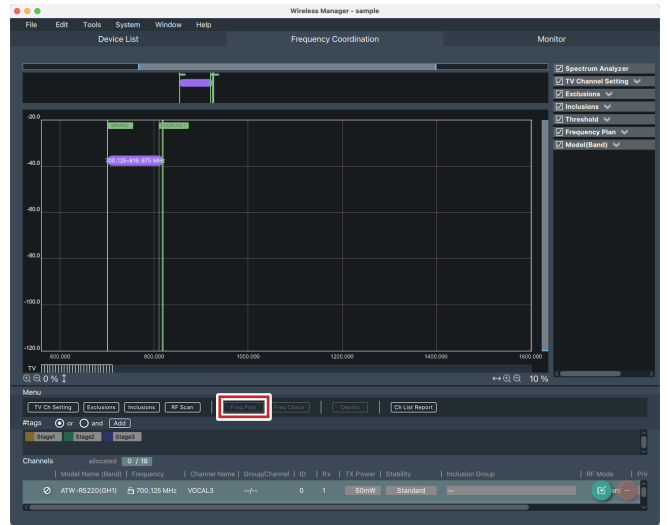 Wireless Manager - sample
File Edit Tools System Window Help
Device List Frequency Coordination Monitor
Spectrum Analyzer
TV Channel Setting
Exclusions
Inclusions
Threshold
Frequency Plan
Model(Band)
-20.0
700.125-819.875 MHz
-40.0
-60.0
-80.0
-100.0
-120.0
600.000 800.000 1000.000 1200.000 1400.000 1600.000
TV
0 % 10 %
Menu
TV Ch Setting Exclusions Inclusions RF Scan Freq Plan Freq Check Deploy Ch List Report
#tags or and Add
Stage1 Stage2 Stage3
Channels allocated 0 / 18
Model Name (Band) Frequency Channel Name Group/Channel ID Rx TX Power Stability Inclusion Group RF Mode
ATW-R5220(GH1) 700.125 MHz VOCAL3 --/-- 0 1 50mW Standard ---